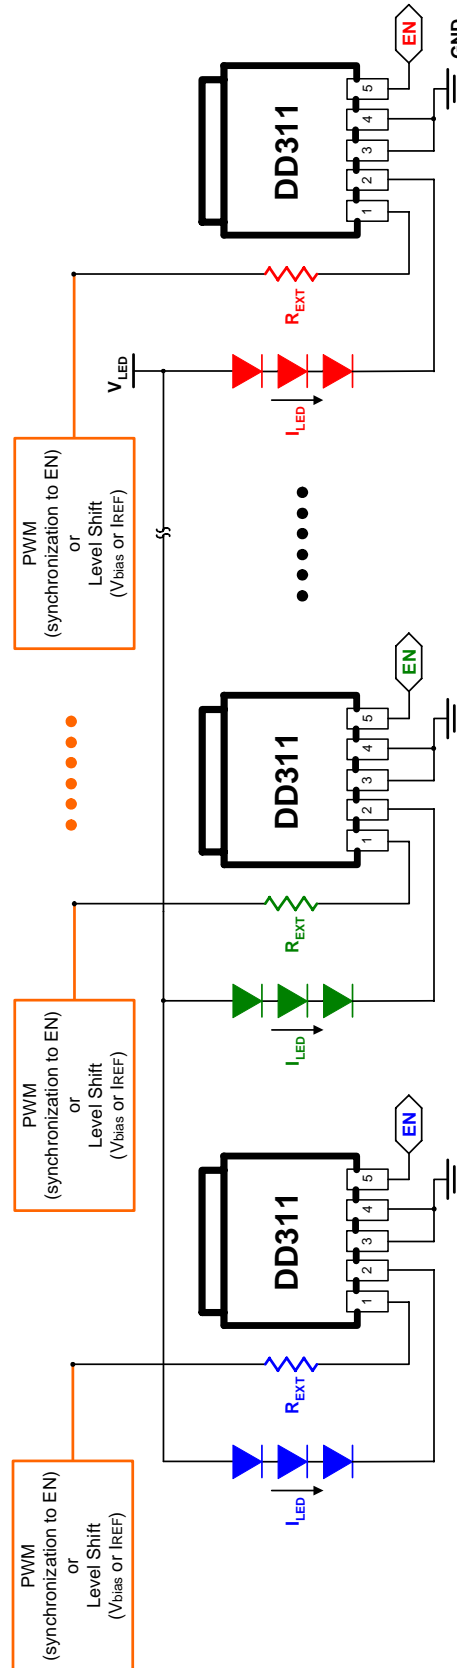 PWM
(synchronization to EN)
or
Level Shift
(Vbias or IREF)
PWM
(synchronization to EN)
or
Level Shift
(Vbias or IREF)
PWM
(synchronization to EN)
or
Level Shift
(Vbias or IREF)
VLED
ILED
REXT
DD311
1 2 3 4 5
EN
ILED
REXT
DD311
1 2 3 4 5
EN
ILED
REXT
DD311
1 2 3 4 5
EN
GND